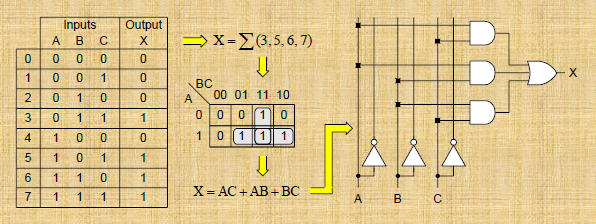 Inputs Output
A B C X
0 0 0 0 0
1 0 0 1 0
2 0 1 0 0
3 0 1 1 1
4 1 0 0 0
5 1 0 1 1
6 1 1 0 1
7 1 1 1 1
X = ∑(3, 5, 6, 7)
BC
A 00 01 11 10
0 0 0 1 0
1 0 1 1 1
X = AC + AB + BC
X
A B C